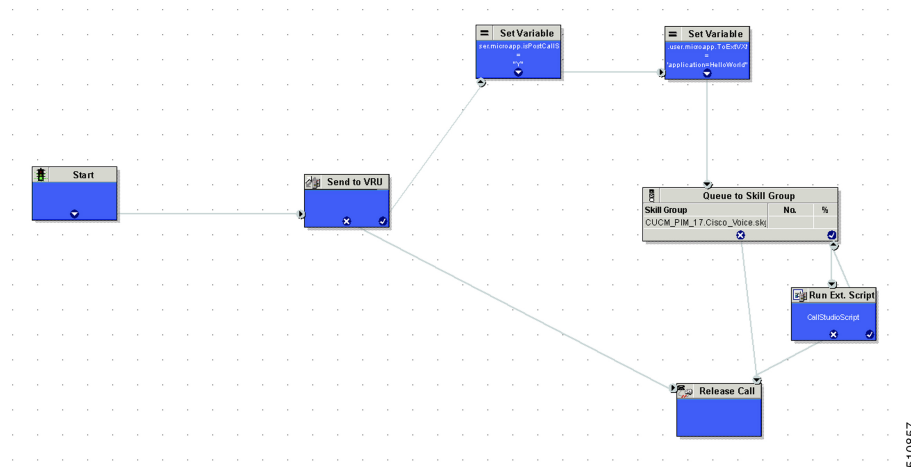 Set Variable
ser.microapp.isPostCallS
=
"Y"
Set Variable
.user.microapp.ToExtVX
=
'application=HelloWorld"
Start
Send to VRU
Queue to Skill Group
Skill Group No. %
CUCM_PIM_17.Cisco_Voice.sk
Run Ext. Script
CallStudioScript
Release Call
510857